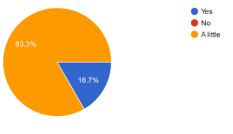 83.3%
16.7%
Yes
No
A little